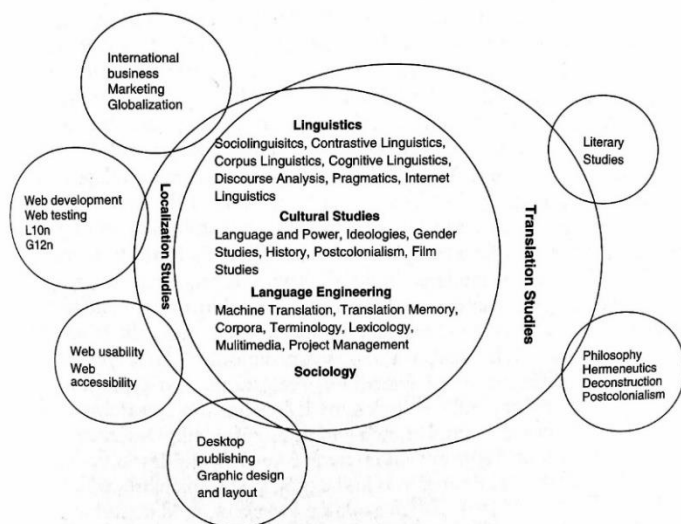 International
business
Marketing
Globalization
Linguistics
Sociolinguisitcs, Contrastive Linguistics,
Corpus Linguistics, Cognitive Linguistics,
Discourse Analysis, Pragmatics, Internet
Linguistics
Literary
Studies
Web development
Web testing
L10n
G12n
Localization Studies
Cultural Studies
Language and Power, Ideologies, Gender
Studies, History, Postcolonialism, Film
Studies
Translation Studies
Language Engineering
Machine Translation, Translation Memory,
Corpora, Terminology, Lexicology,
Mulitimedia, Project Management
Sociology
Web usability
Web
accessibility
Philosophy
Hermeneutics
Deconstruction
Postcolonialism
Desktop
publishing
Graphic design
and layout